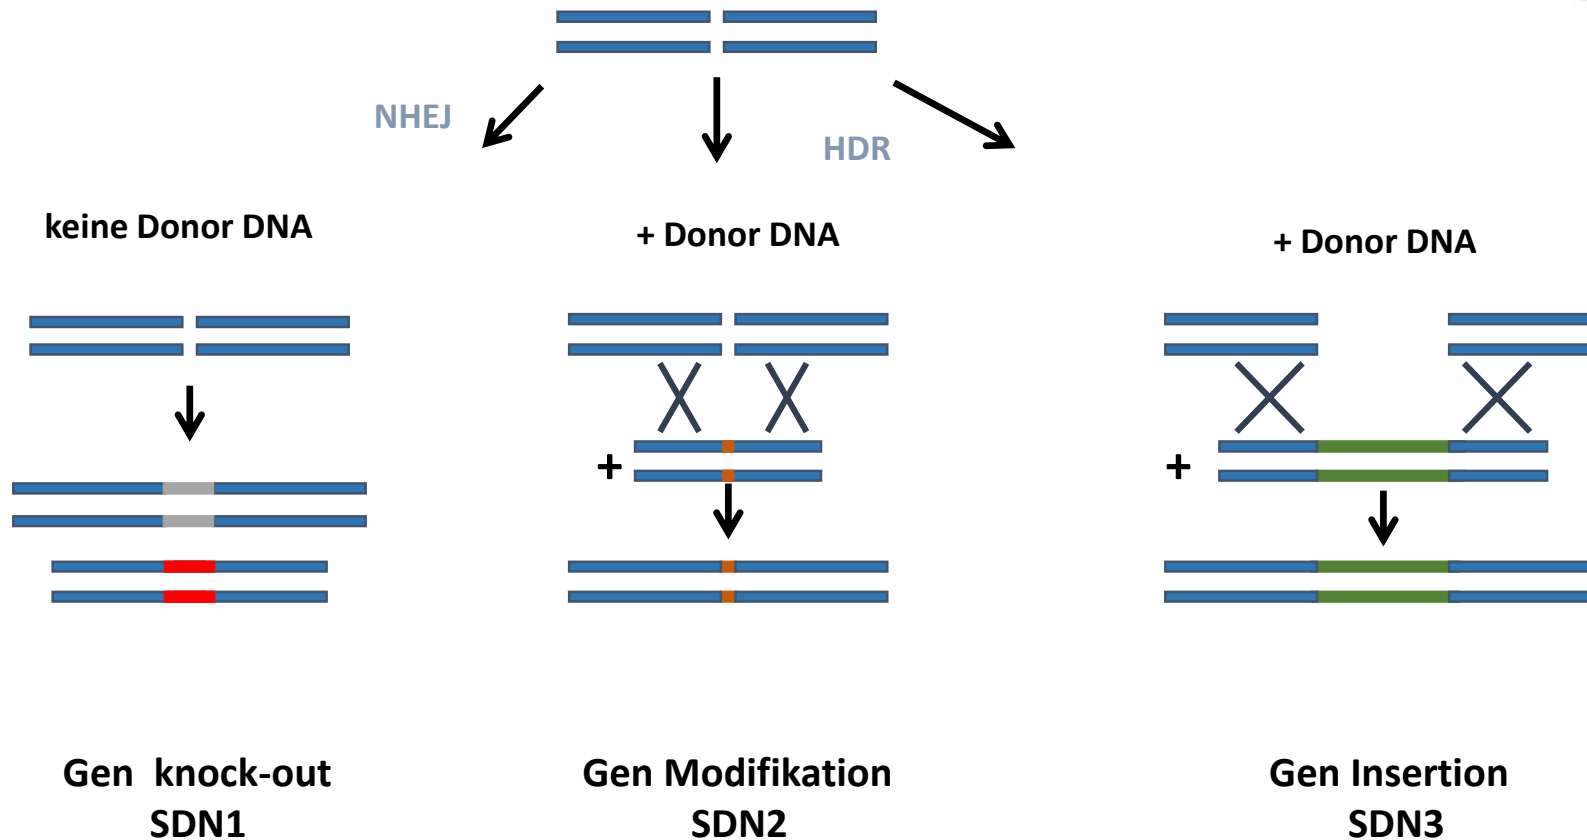 NHEJ
HDR
keine Donor DNA
+ Donor DNA
+ Donor DNA
+
+
Gen knock-out
SDN1
Gen Modifikation
SDN2
Gen Insertion
SDN3